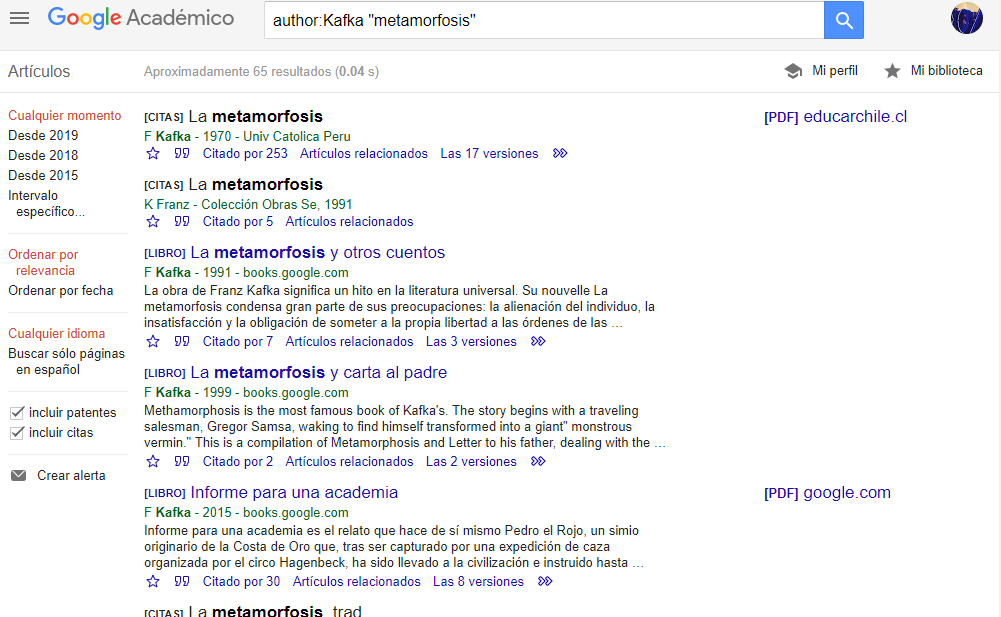 Google Académico
author:Kafka "metamorfosis"
Artículos
Aproximadamente 65 resultados (0.04 s)
Mi perfil
Mi biblioteca
Cualquier momento
Desde 2019
Desde 2018
Desde 2015
Intervalo
específico...
Ordenar por
relevancia
Ordenar por fecha
Cualquier idioma
Buscar sólo páginas
en español
incluir patentes
incluir citas
Crear alerta
[CITAS] La metamorfosis
F Kafka - 1970 - Univ Catolica Peru
Citado por 253 Artículos relacionados Las 17 versiones
[PDF] educarchile.cl
[CITAS] La metamorfosis
K Franz - Colección Obras Se, 1991
Citado por 5 Artículos relacionados
[LIBRO] La metamorfosis y otros cuentos
F Kafka - 1991 - books.google.com
La obra de Franz Kafka significa un hito en la literatura universal. Su nouvelle La
metamorfosis condensa gran parte de sus preocupaciones: la alienación del individuo, la
insatisfacción y la obligación de someter a la propia libertad a las órdenes de las ...
Citado por 7 Artículos relacionados Las 3 versiones
[LIBRO] La metamorfosis y carta al padre
F Kafka - 1999 - books.google.com
Methamorphosis is the most famous book of Kafka's. The story begins with a traveling
salesman, Gregor Samsa, waking to find himself transformed into a giant" monstrous
vermin." This is a compilation of Metamorphosis and Letter to his father, dealing with the ...
Citado por 2 Artículos relacionados Las 2 versiones
[LIBRO] Informe para una academia
F Kafka - 2015 - books.google.com
Informe para una academia es el relato que hace de sí mismo Pedro el Rojo, un simio
originario de la Costa de Oro que, tras ser capturado por una expedición de caza
organizada por el circo Hagenbeck, ha sido llevado a la civilización e instruido hasta ...
Citado por 30 Artículos relacionados Las 8 versiones
[PDF] google.com
[CITAS] La metamorfosis, trad